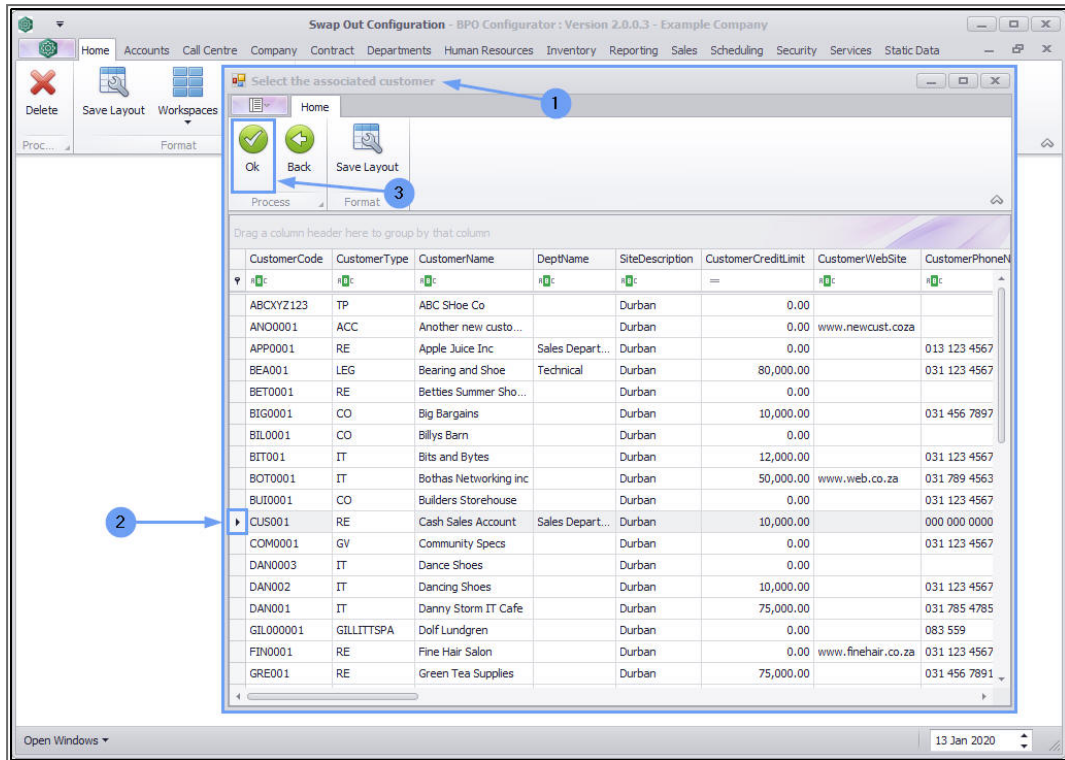 Swap Out Configuration - BPO Configurator : Version 2.0.0.3 - Example Company
Home Accounts Call Centre Company Contract Departments Human Resources Inventory Reporting Sales Scheduling Security Services Static Data
Delete Save Layout Workspaces
Proc... Format
Select the associated customer
1
Home
Ok Back Save Layout
3
Process Format
Drag a column header here to group by that column
CustomerCode CustomerType CustomerName DeptName SiteDescription CustomerCreditLimit CustomerWebSite CustomerPhoneN
ABCXYZ123 TP ABC SHoe Co Durban 0.00
ANO0001 ACC Another new custo... Durban 0.00 www.newcust.coza
APP0001 RE Apple Juice Inc Sales Depart... Durban 0.00 013 123 4567
BEA001 LEG Bearing and Shoe Technical Durban 80,000.00 031 123 4567
BET0001 RE Betties Summer Sho... Durban 0.00
BIG0001 CO Big Bargains Durban 10,000.00 031 456 7897
BIL0001 CO Billys Barn Durban 0.00
BIT001 IT Bits and Bytes Durban 12,000.00 031 123 4567
BOT0001 IT Bothas Networking inc Durban 50,000.00 www.web.co.za 031 789 4563
BUI0001 CO Builders Storehouse Durban 0.00 031 123 4567
2 CUS001 RE Cash Sales Account Sales Depart... Durban 10,000.00 000 000 0000
COM0001 GV Community Specs Durban 0.00 031 123 4567
DAN0003 IT Dance Shoes Durban 0.00
DAN002 IT Dancing Shoes Durban 10,000.00 031 123 4567
DAN001 IT Danny Storm IT Cafe Durban 75,000.00 031 785 4785
GIL000001 GILLITTSPA Dolf Lundgren Durban 0.00 083 559
FIN0001 RE Fine Hair Salon Durban 0.00 www.finehair.co.za 031 123 4567
GRE001 RE Green Tea Supplies Durban 75,000.00 031 456 7891
Open Windows 13 Jan 2020